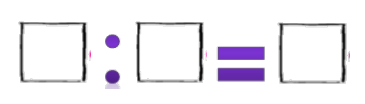 □ : □ = □